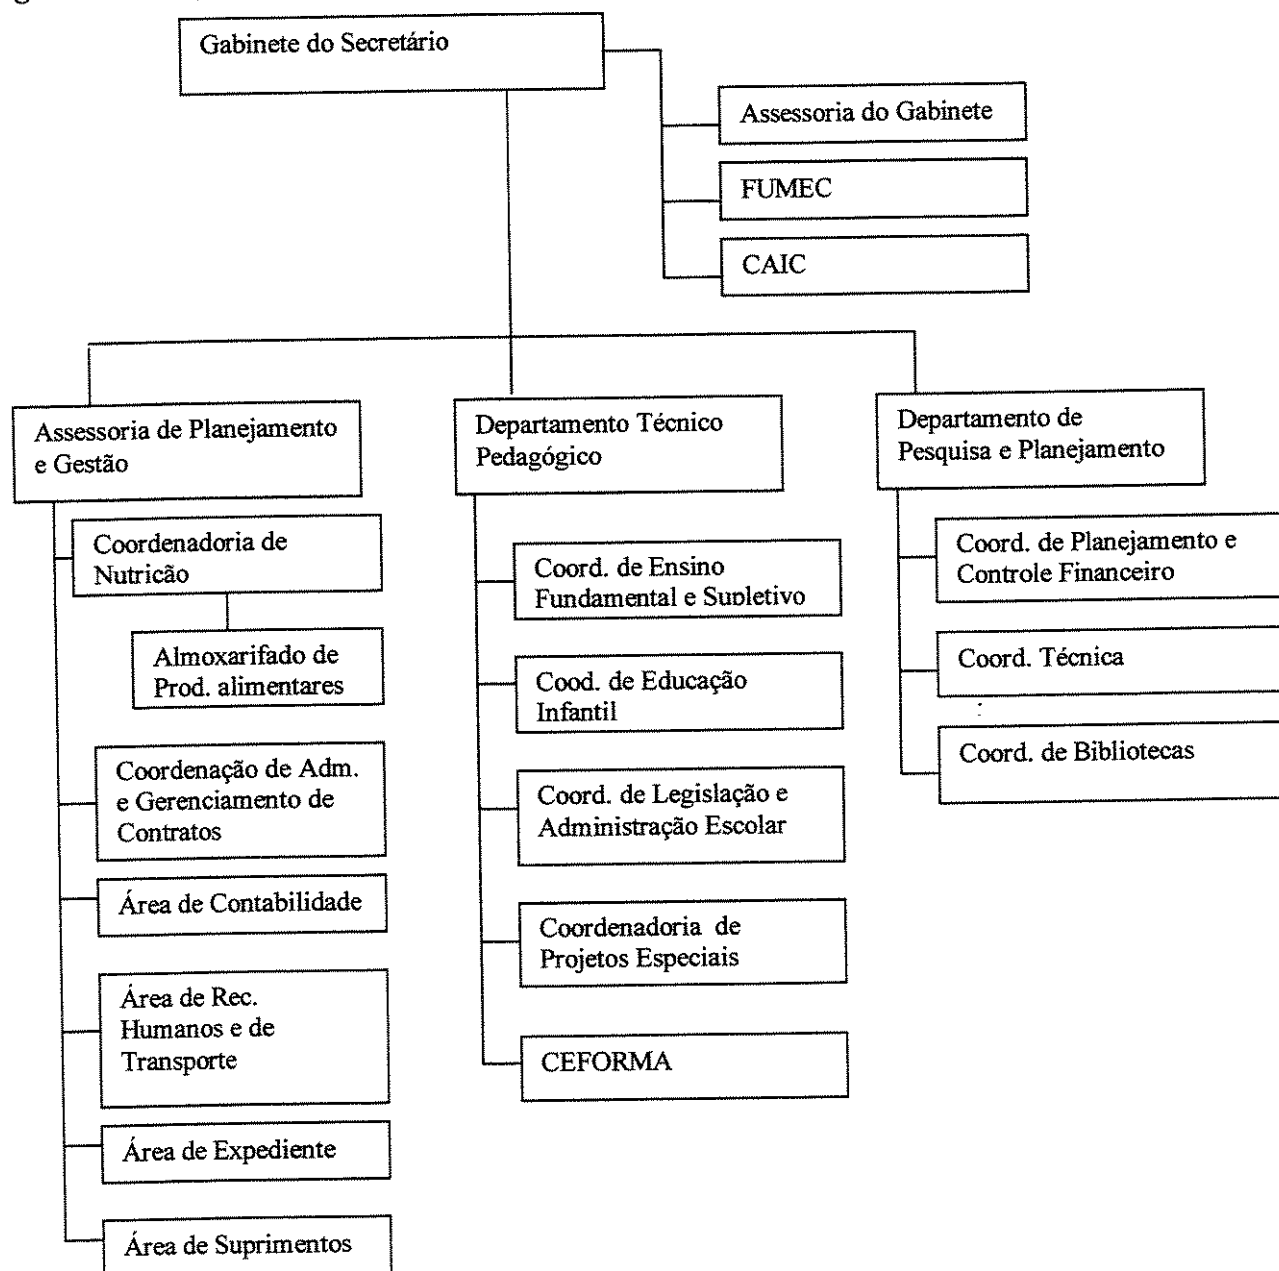 Gabinete do Secretário
Assessoria do Gabinete
FUMEC
CAIC
Assessoria de Planejamento
e Gestão
Coordenadoria de
Nutricão
Almoxarifado de
Prod. alimentares
Coordenação de Adm.
e Gerenciamento de
Contratos
Área de Contabilidade
Área de Rec.
Humanos e de
Transporte
Área de Expediente
Área de Suprimentos
Departamento Técnico
Pedagógico
Coord. de Ensino
Fundamental e Supletivo
Cood. de Educação
Infantil
Coord. de Legislação e
Administração Escolar
Coordenadoria de
Projetos Especiais
CEFORMA
Departamento de
Pesquisa e Planejamento
Coord. de Planejamento e
Controle Financeiro
Coord. Técnica
Coord. de Bibliotecas